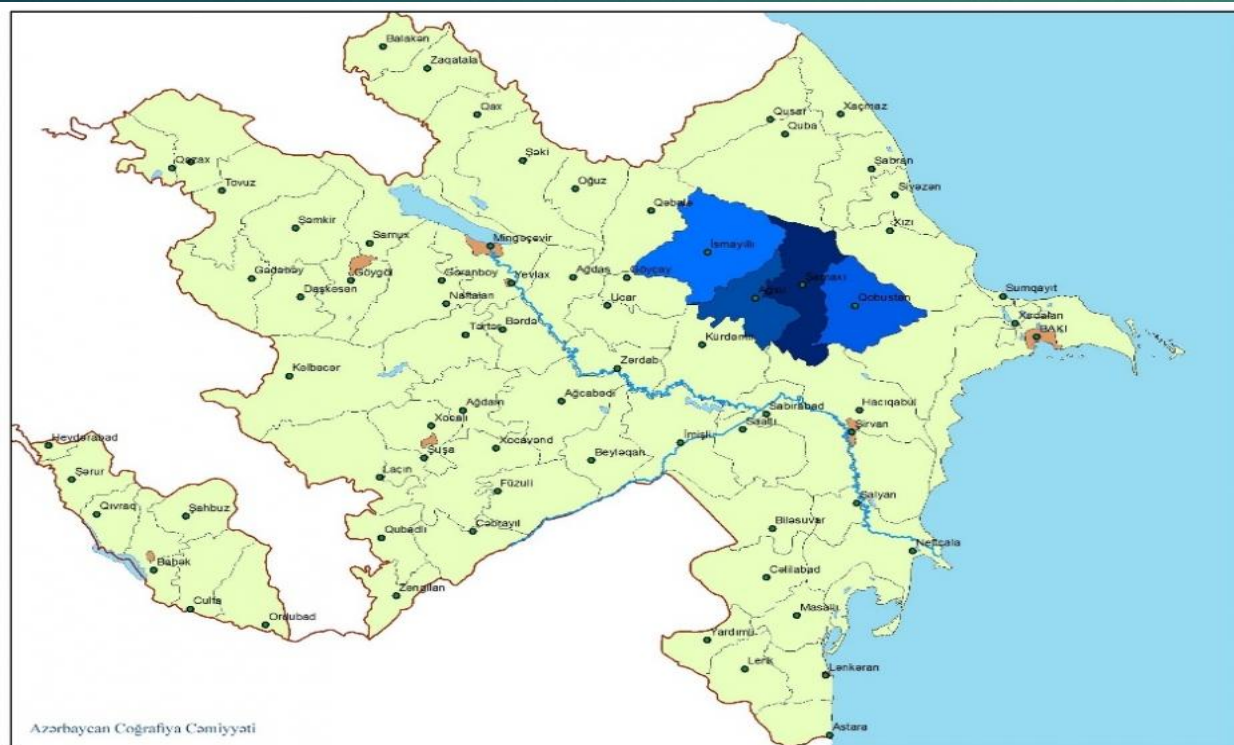 Balakən
Zaqatala
Qax
Şəki
Oğuz
Qəbələ
Qusar
Xaçmaz
Quba
Şabran
Siyəzən
Xızı
Qazax
Tovuz
Şəmkir
Samux
Mingəçevir
Gədəbəy
Göygöl
Daşkəsən
Goranboy
Naftalan
Yevlax
Ağdaş
Göyçay
Ucar
İsmayıllı
Ağsu
Şamaxı
Qobustan
Sumqayıt
Xırdalan
BAKI
Tərtər
Bərdə
Kürdəmir
Zərdab
Kəlbəcər
Ağcabədi
Ağdam
Xocalı
Şuşa
Xocavənd
Laçın
Beyləqan
İmişli
Sabirabad
Saatlı
Hacıqabul
Şirvan
Füzuli
Salyan
Heydərabad
Şərur
Qıvraq
Şahbuz
Babək
Culfa
Ordubad
Qubadlı
Cəbrayıl
Zəngilan
Biləsuvar
Neftçala
Cəlilabad
Masallı
Yardımlı
Lerik
Lənkəran
Astara
Azərbaycan Coğrafiya Cəmiyyəti